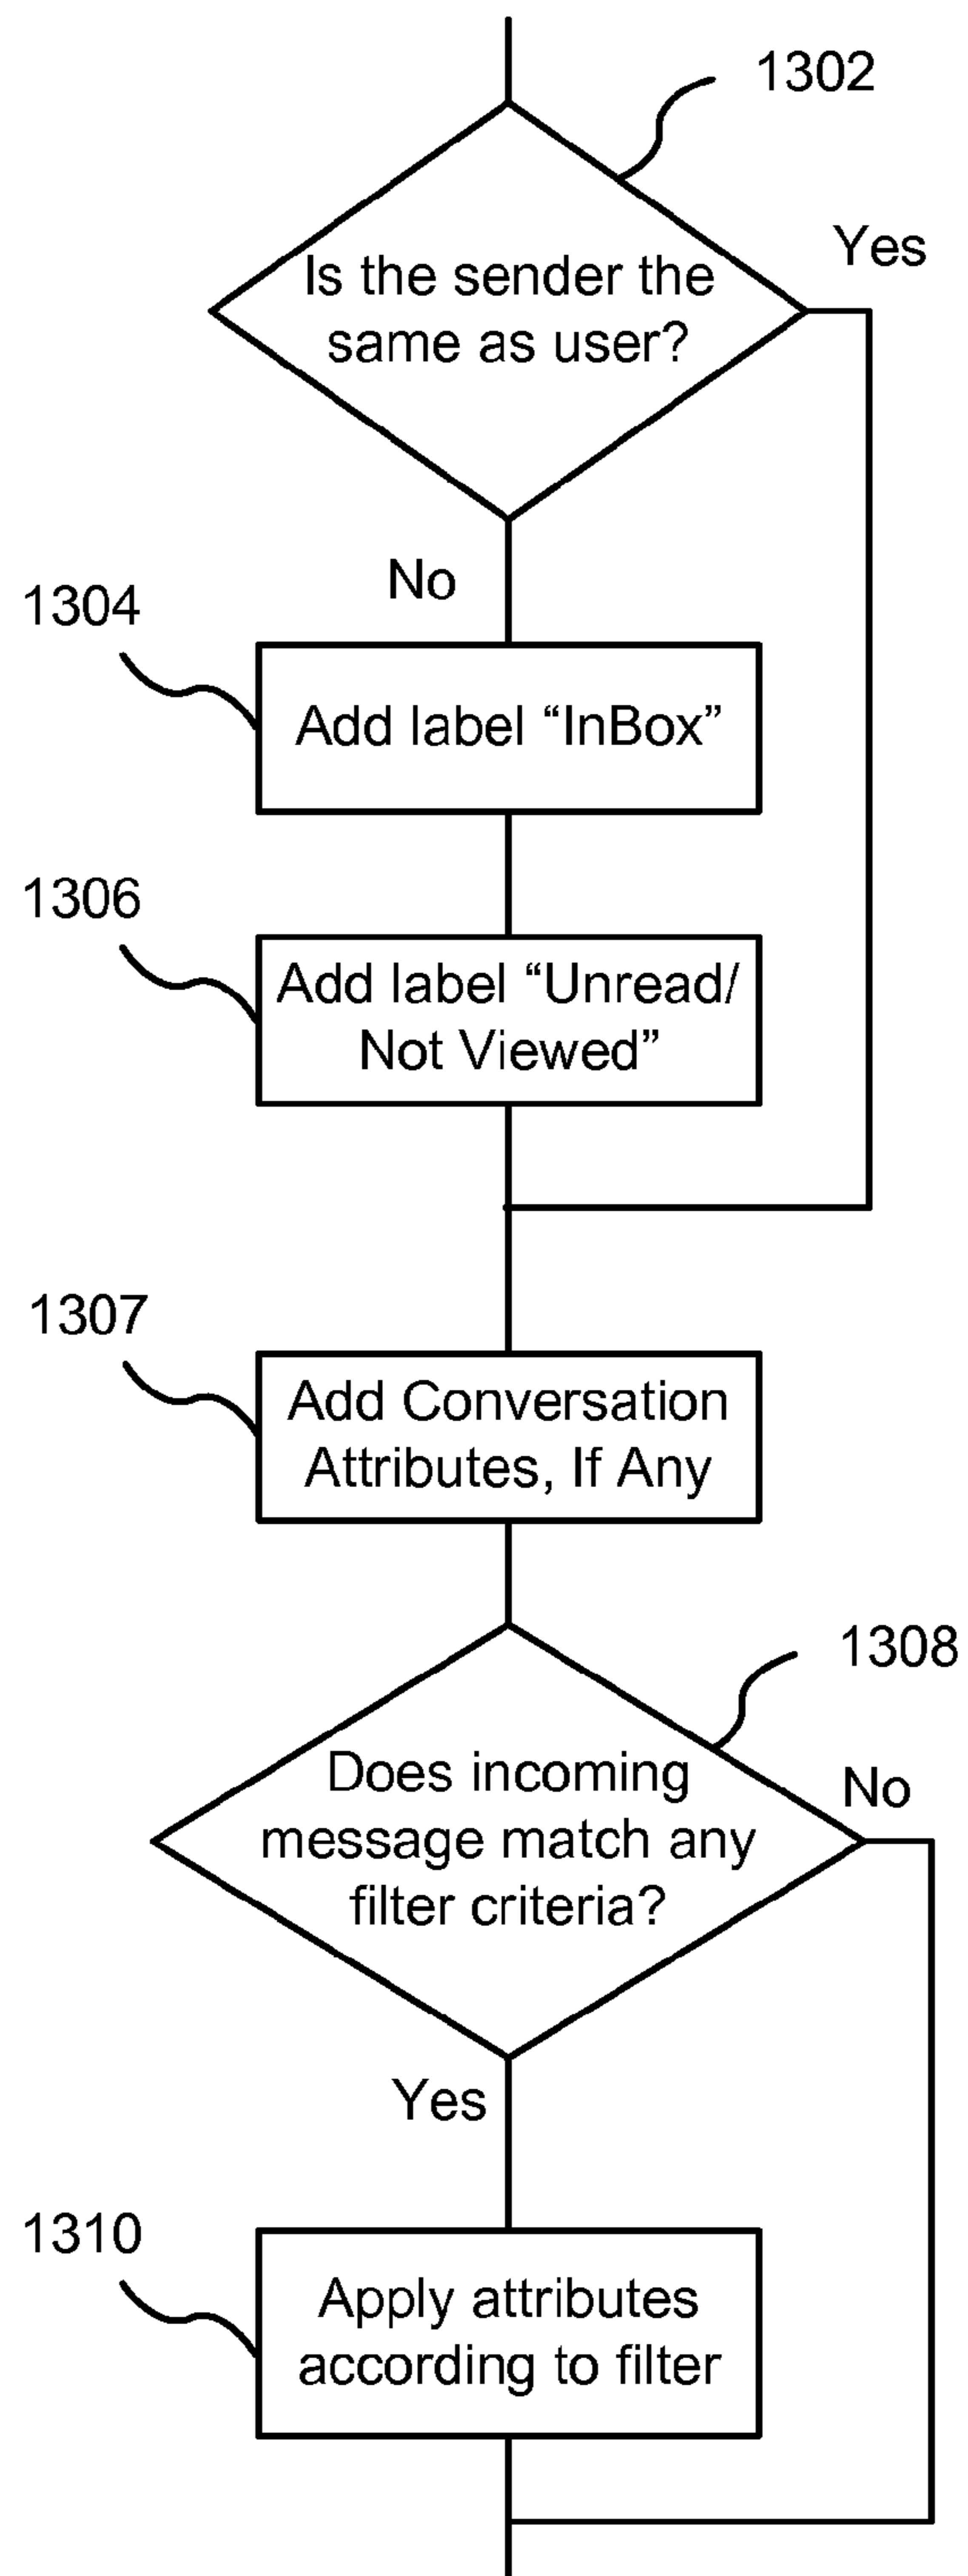 1302
Yes
Is the sender the
same as user?
No
1304
Add label “InBox”
1306
Add label “Unread/
Not Viewed”
1307
Add Conversation
Attributes, If Any
1308
No
Does incoming
message match any
filter criteria?
Yes
1310
Apply attributes
according to filter